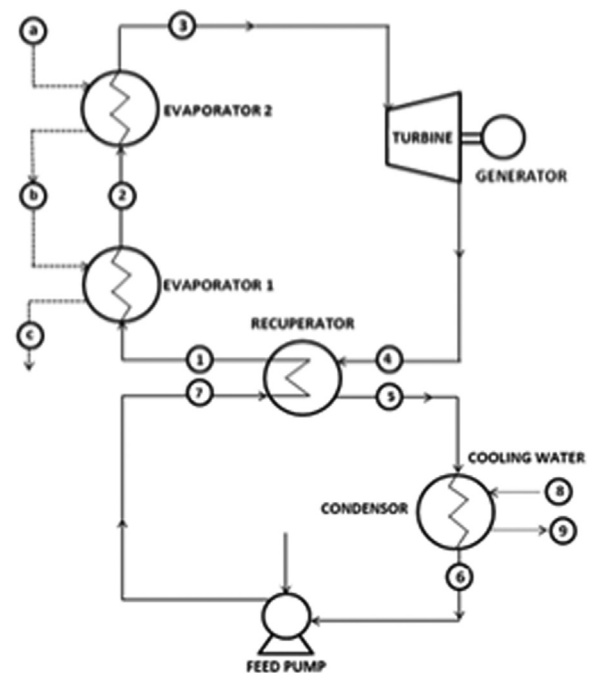 3
a
EVAPORATOR 2
TURBINE
GENERATOR
b
2
EVAPORATOR 1
RECUPERATOR
c
1
4
7
5
COOLING WATER
8
CONDENSOR
9
6
FEED PUMP